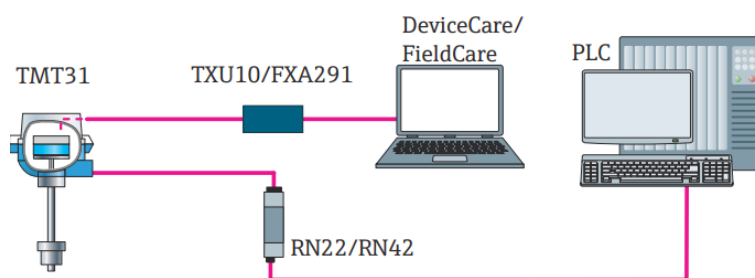 DeviceCare/
FieldCare
TMT31
TXU10/FXA291
PLC
RN22/RN42